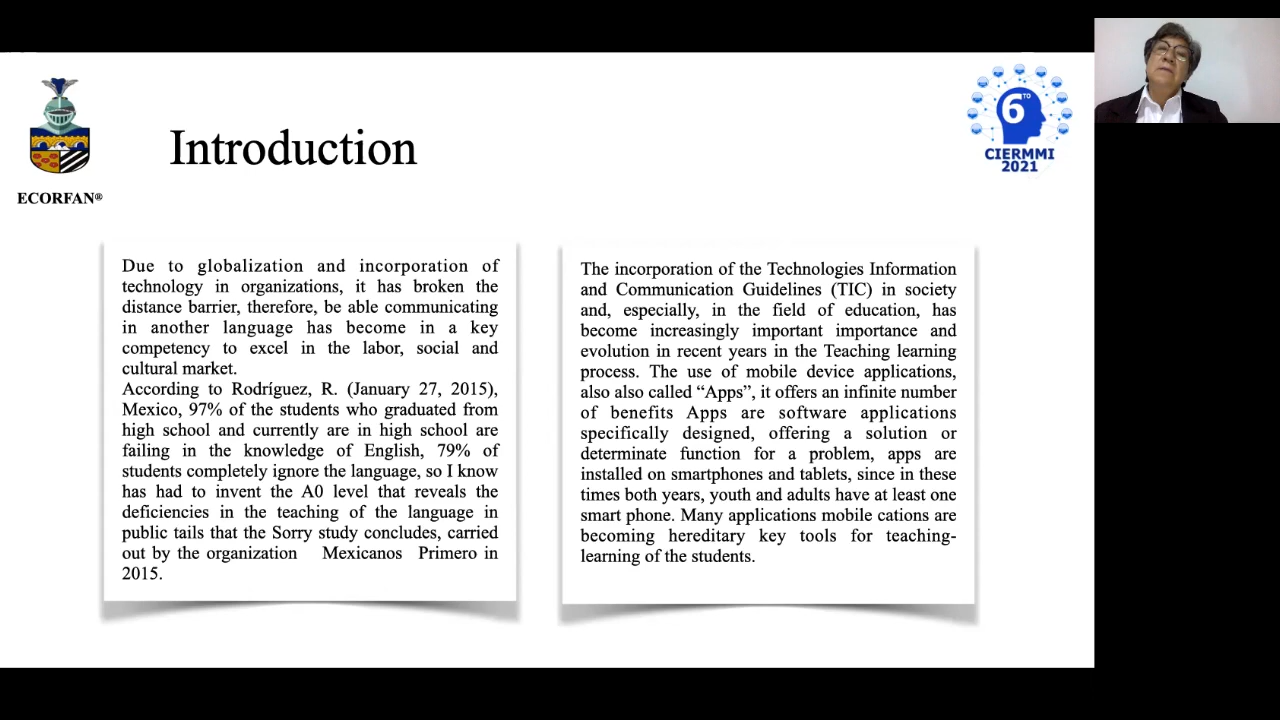 Introduction
ECORFAN®
6TO
CIERMMI
2021
Due to globalization and incorporation of
technology in organizations, it has broken the
distance barrier, therefore, be able communicating
in another language has become in a key
competency to excel in the labor, social and
cultural market.
According to Rodríguez, R. (January 27, 2015),
Mexico, 97% of the students who graduated from
high school and currently are in high school are
failing in the knowledge of English, 79% of
students completely ignore the language, so I know
has had to invent the A0 level that reveals the
deficiencies in the teaching of the language in
public tails that the Sorry study concludes, carried
out by the organization Mexicanos Primero in
2015.
The incorporation of the Technologies Information
and Communication Guidelines (TIC) in society
and, especially, in the field of education, has
become increasingly important importance and
evolution in recent years in the Teaching learning
process. The use of mobile device applications,
also also called “Apps”, it offers an infinite number
of benefits Apps are software applications
specifically designed, offering a solution or
determinate function for a problem, apps are
installed on smartphones and tablets, since in these
times both years, youth and adults have at least one
smart phone. Many applications mobile cations are
becoming hereditary key tools for teaching-
learning of the students.